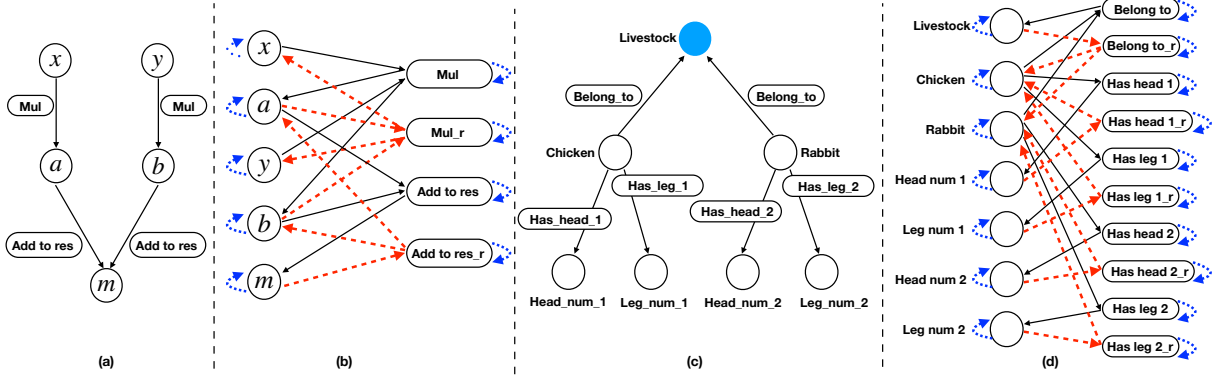 x
y
Mul
Mul
a
b
Add to res
Add to res
m
(a)
x
a
y
b
m
Mul
Mul_r
Add to res
Add to res_r
(b)
Livestock
Belong_to
Belong_to
Chicken
Rabbit
Has_leg_1
Has_leg_2
Has_head_1
Has_head_2
Head_num_1
Leg_num_1
Head_num_2
Leg_num_2
(c)
Livestock
Chicken
Rabbit
Head num 1
Leg num 1
Head num 2
Leg num 2
Belong to
Belong to_r
Has head 1
Has head 1_r
Has leg 1
Has leg 1_r
Has head 2
Has head 2_r
Has leg 2
Has leg 2_r
(d)